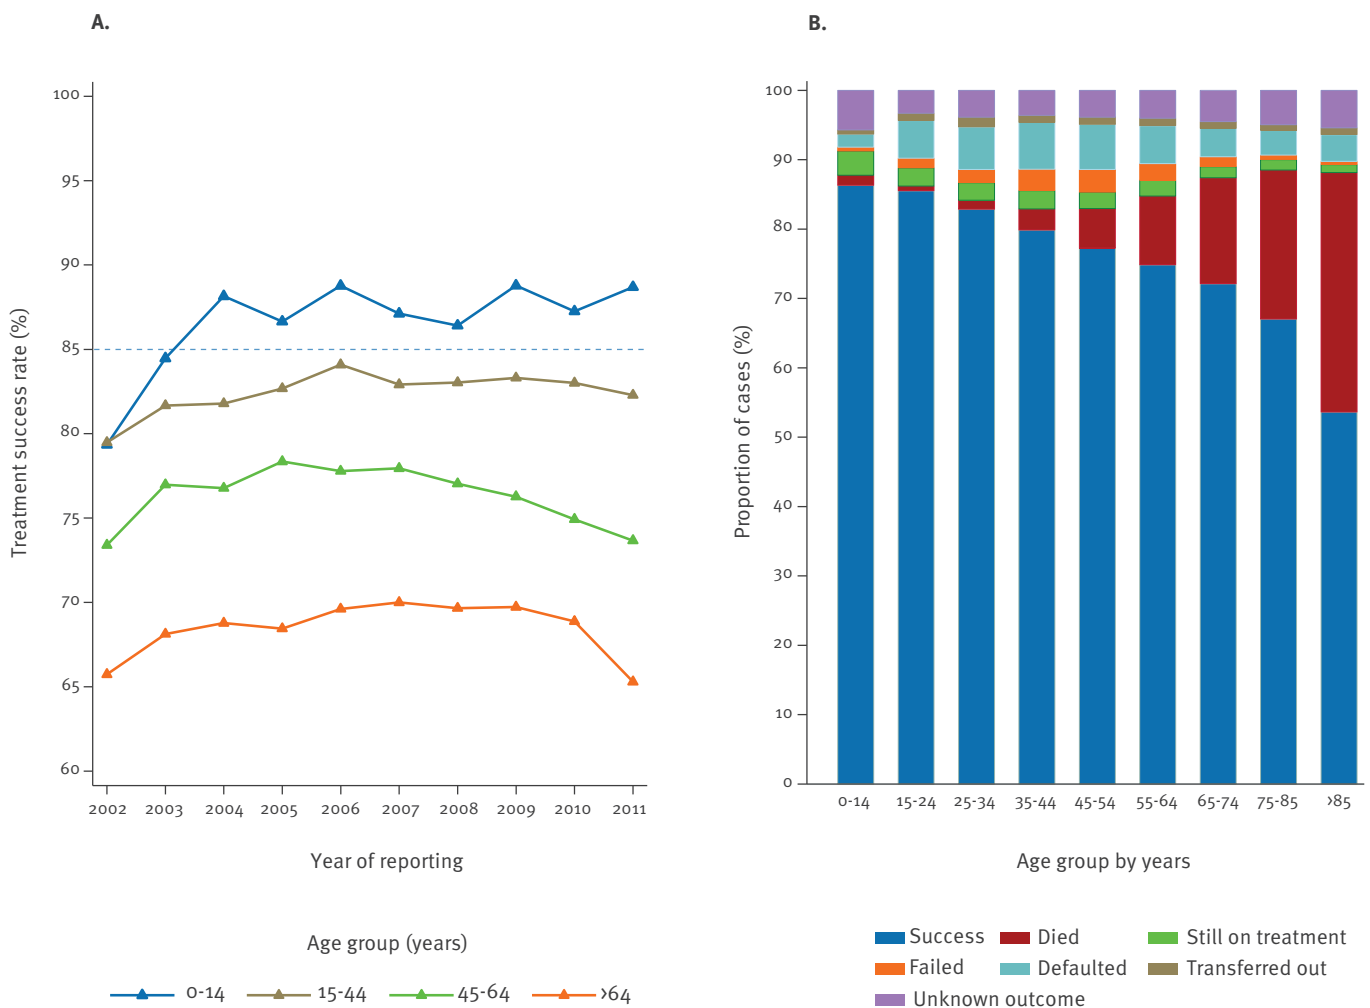 A.
100
95
90
85
80
75
70
65
60
Treatment success rate (%)
2002 2003 2004 2005 2006 2007 2008 2009 2010 2011
Year of reporting
Age group (years)
0-14 15-44 45-64 >64
B.
100
90
80
70
60
50
40
30
20
10
0
Proportion of cases (%)
0-14 15-24 25-34 35-44 45-54 55-64 65-74 75-85 >85
Age group by years
Success Died Still on treatment
Failed Defaulted Transferred out
Unknown outcome